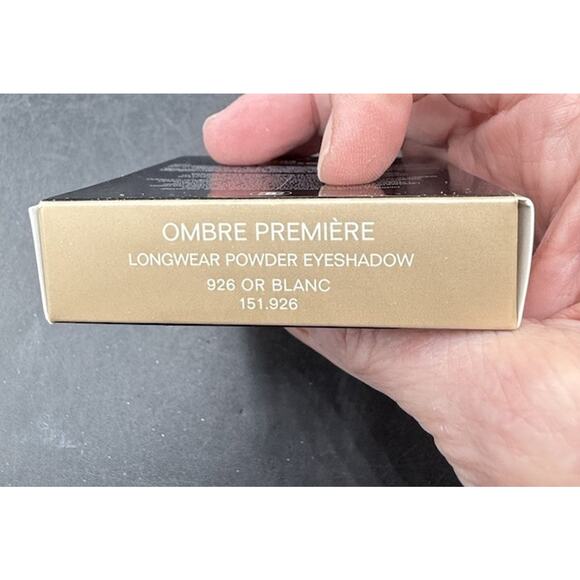 OMBRE PREMIÈRE
LONGWEAR POWDER EYESHADOW
926 OR BLANC
151.926